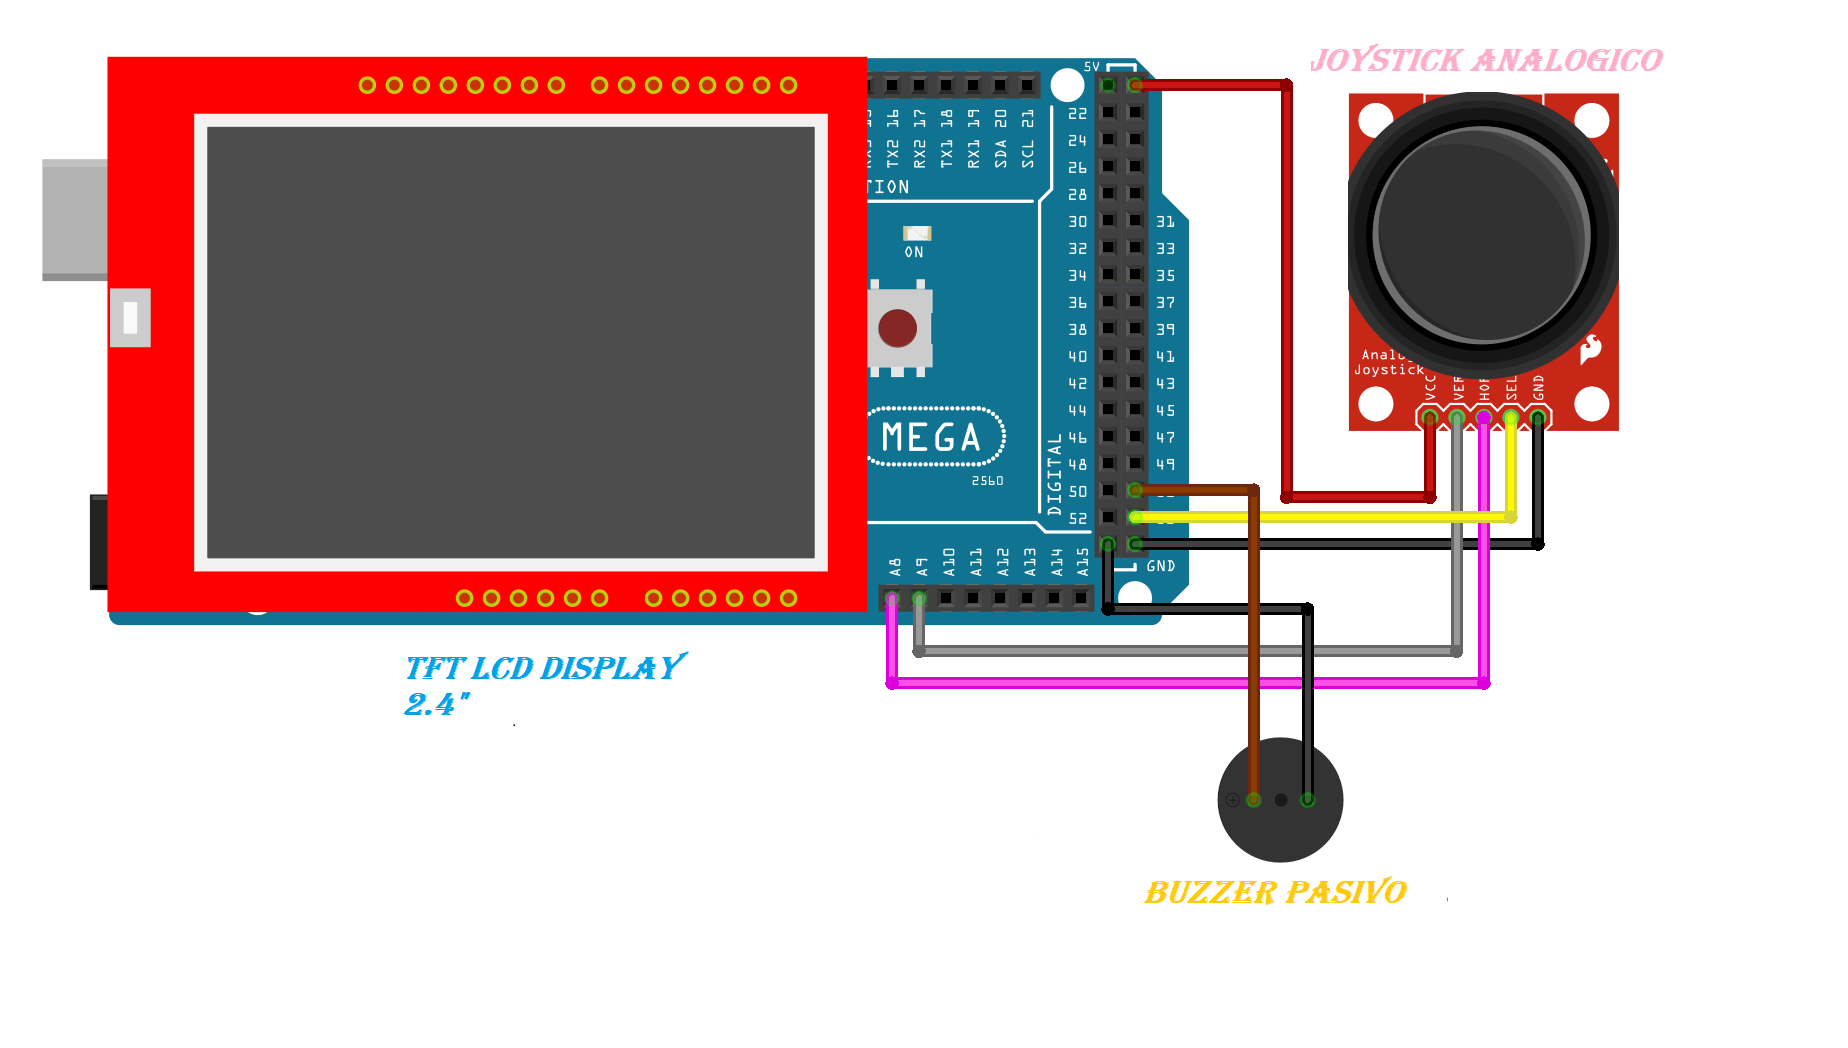 JOYSTICK ANALOGICO
5V
TX2 16
RX2 17
TX1 18
RX1 19
SDA 20
SCL 21
TION
ON
MEGA
2560
DIGITAL
22
24
26
28
30 31
32 33
34 35
36 37
38 39
40 41
42 43
44 45
46 47
48 49
50
52
GND
A8
A9
A10
A11
A12
A13
A14
A15
Joystick
VCC
SEL
GND
TFT LCD DISPLAY
2.4"
BUZZER PASIVO